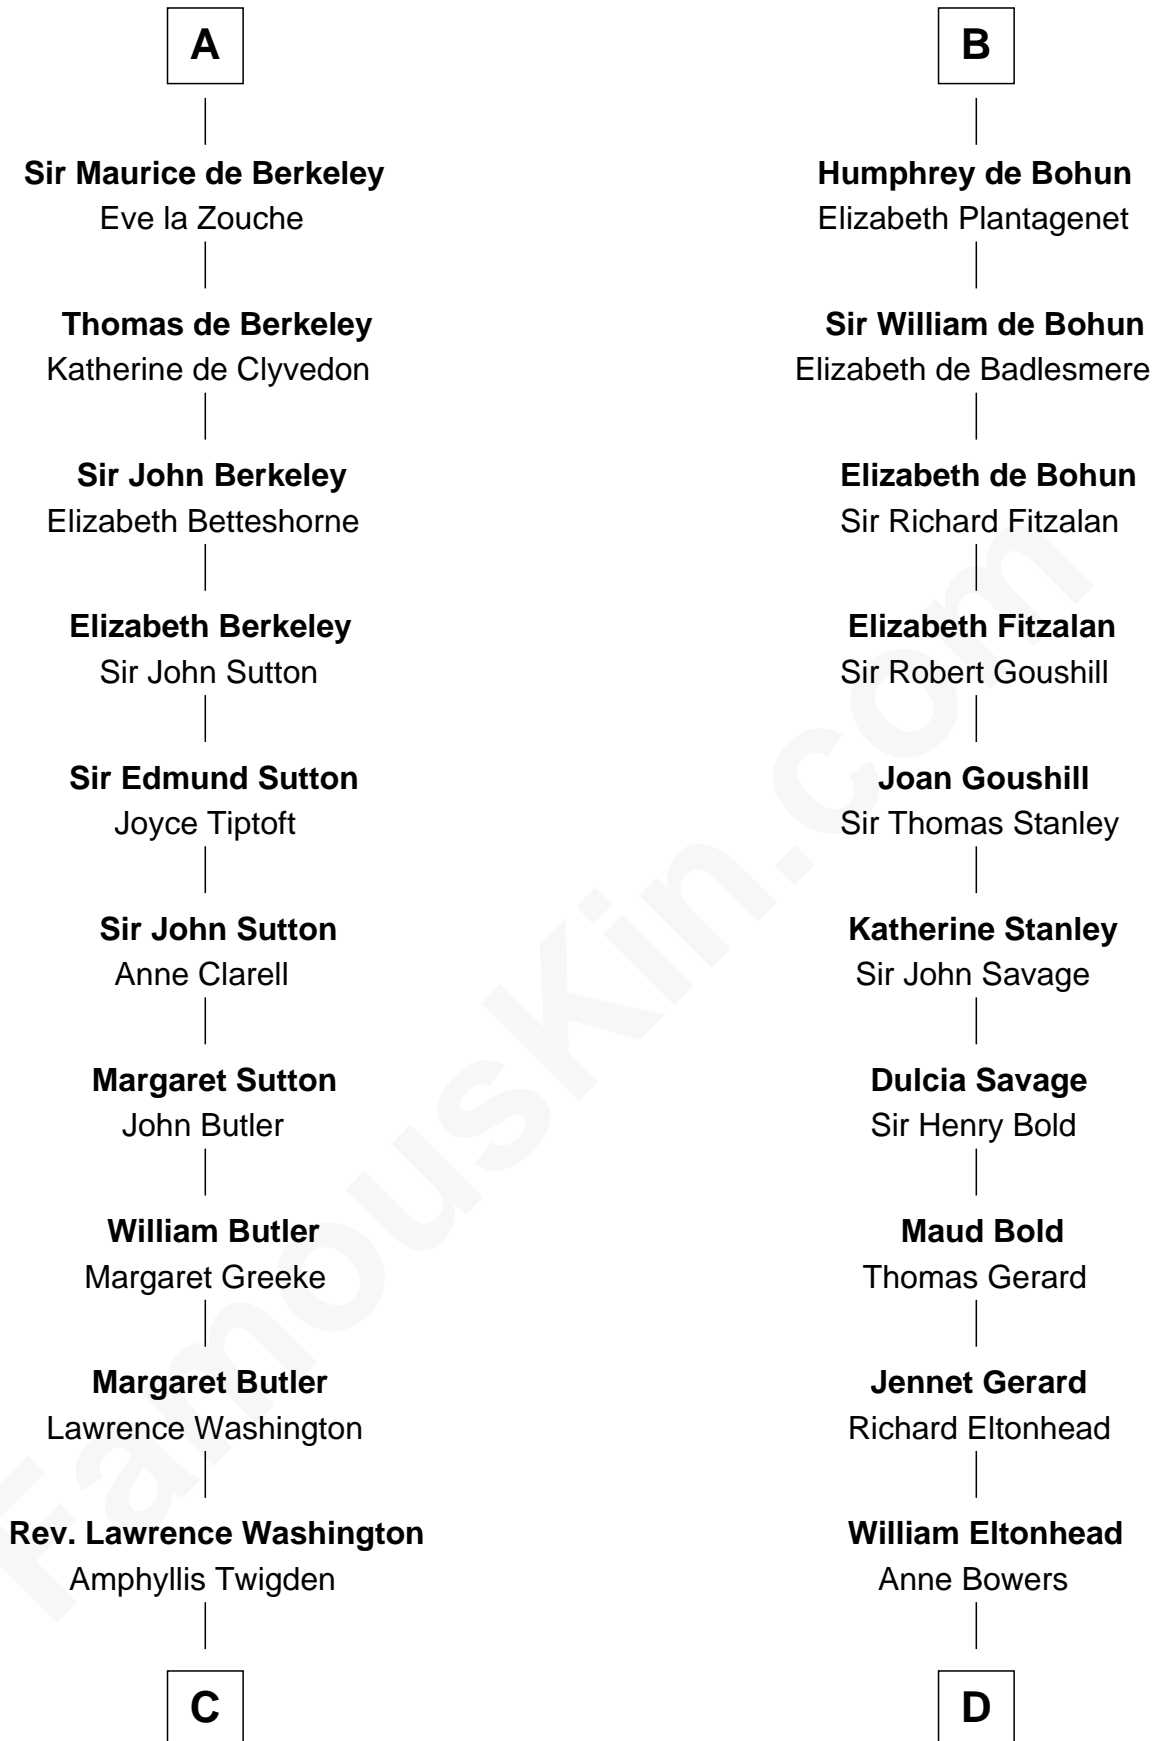 A
Sir Maurice de Berkeley
Eve la Zouche
Thomas de Berkeley
Katherine de Clyvedon
Sir John Berkeley
Elizabeth Betteshorne
Elizabeth Berkeley
Sir John Sutton
Sir Edmund Sutton
Joyce Tiptoft
Sir John Sutton
Anne Clarell
Margaret Sutton
John Butler
William Butler
Margaret Greeke
Margaret Butler
Lawrence Washington
Rev. Lawrence Washington
Amphyllis Twigden
C
B
Humphrey de Bohun
Elizabeth Plantagenet
Sir William de Bohun
Elizabeth de Badlesmere
Elizabeth de Bohun
Sir Richard Fitzalan
Elizabeth Fitzalan
Sir Robert Goushill
Joan Goushill
Sir Thomas Stanley
Katherine Stanley
Sir John Savage
Dulcia Savage
Sir Henry Bold
Maud Bold
Thomas Gerard
Jennet Gerard
Richard Eltonhead
William Eltonhead
Anne Bowers
D
FamousKin.com